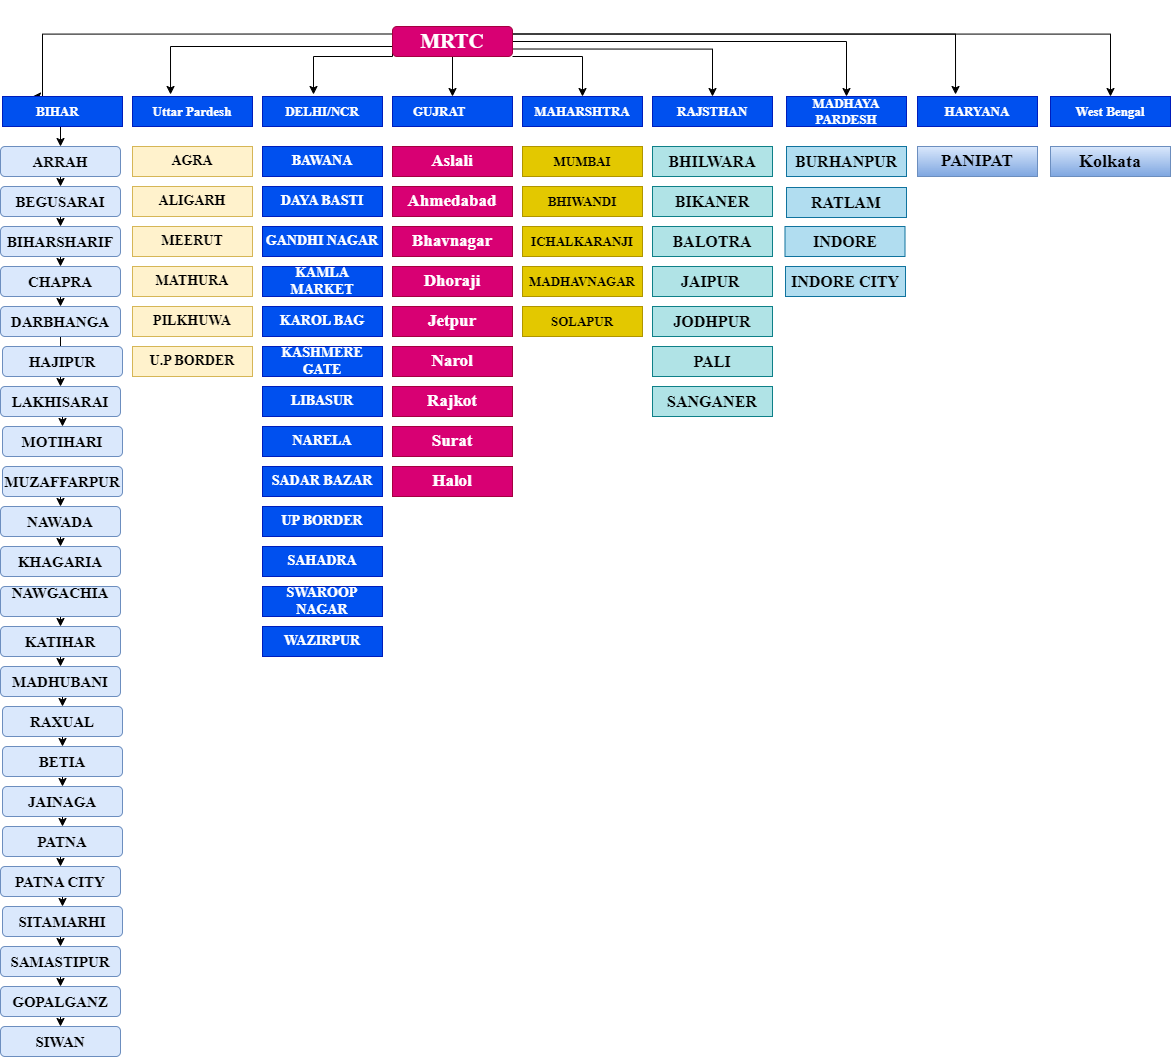 MRTC
BIHAR
Uttar Pardesh
DELHI/NCR
GUJRAT
MAHARSHTRA
RAJSTHAN
MADHAYA
PARDESH
HARYANA
West Bengal
ARRAH
BEGUSARAI
BIHARSHARIF
CHAPRA
DARBHANGA
HAJIPUR
LAKHISARAI
MOTIHARI
MUZAFFARPUR
NAWADA
KHAGARIA
NAWGACHIA
KATIHAR
MADHUBANI
RAXUAL
BETIA
JAINAGA
PATNA
PATNA CITY
SITAMARHI
SAMASTIPUR
GOPALGANZ
SIWAN
AGRA
ALIGARH
MEERUT
MATHURA
PILKHUWA
U.P BORDER
BAWANA
DAYA BASTI
GANDHI NAGAR
KAMLA
MARKET
KAROL BAG
KASHMERE
GATE
LIBASUR
NARELA
SADAR BAZAR
UP BORDER
SAHADRA
SWAROOP
NAGAR
WAZIRPUR
Aslali
Ahmedabad
Bhavnagar
Dhoraji
Jetpur
Narol
Rajkot
Surat
Halol
MUMBAI
BHIWANDI
ICHALKARANJI
MADHAVNAGAR
SOLAPUR
BHILWARA
BIKANER
BALOTRA
JAIPUR
JODHPUR
PALI
SANGANER
BURHANPUR
RATLAM
INDORE
INDORE CITY
PANIPAT
Kolkata